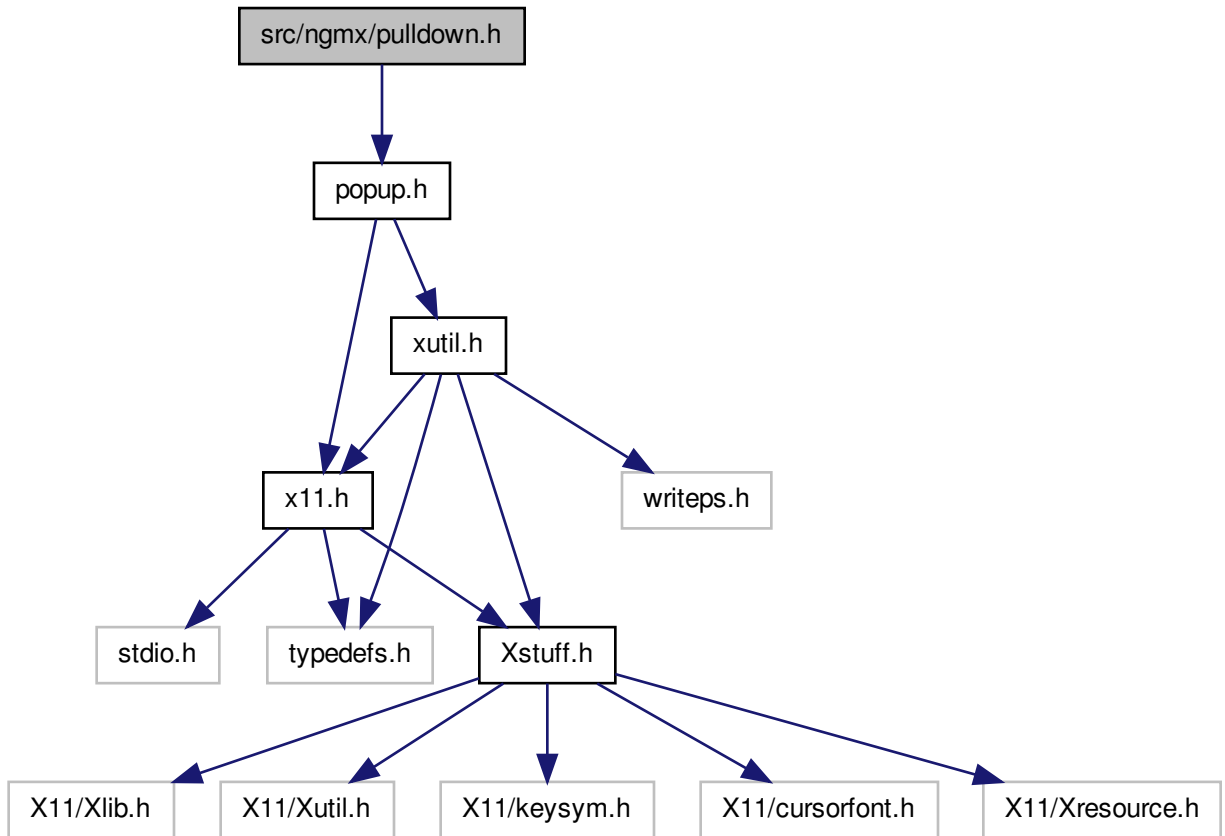 src/ngmx/pulldown.h
popup.h
xutil.h
x11.h
writeps.h
stdio.h
typedefs.h
Xstuff.h
X11/Xlib.h
X11/Xutil.h
X11/keysym.h
X11/cursorfont.h
X11/Xresource.h